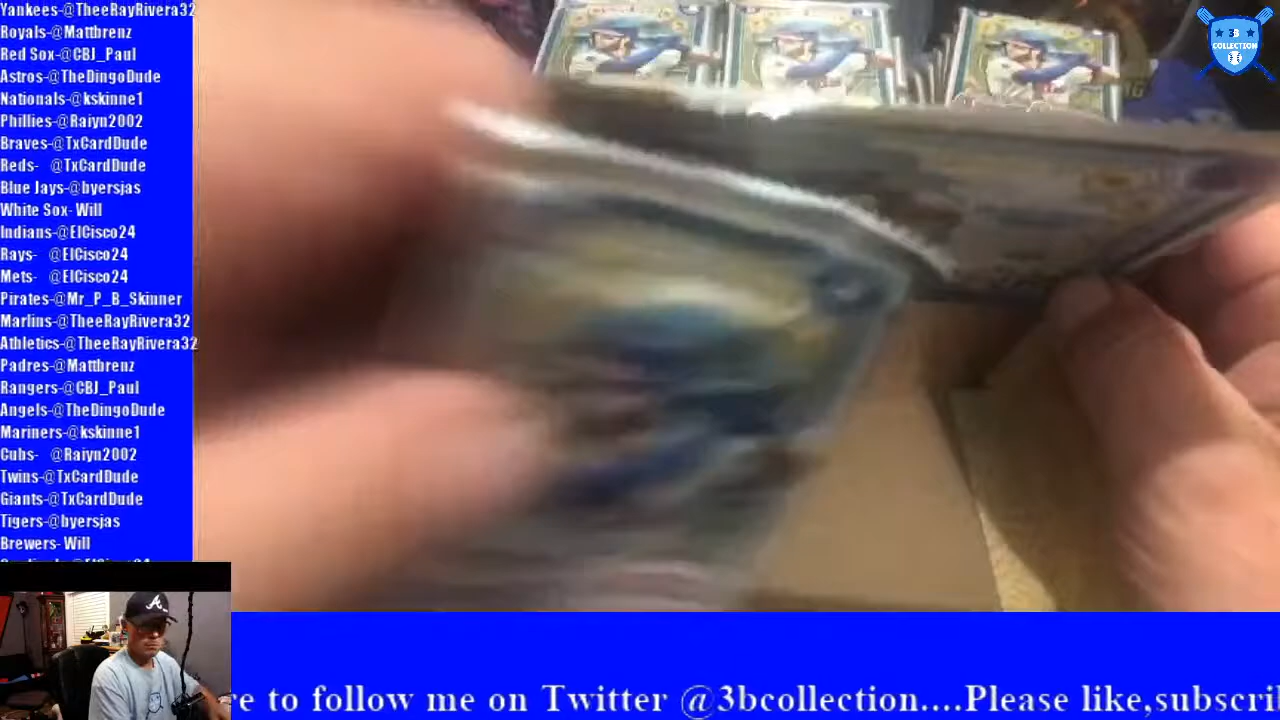 Yankees-@TheeRayRivera32
Royals-@Mattbrenz
Red Sox-@CBJ_Paul
Astros-@TheDingoDude
Nationals-@kskinne1
Phillies-@Raiyn2002
Braves-@TxCardDude
Reds- @TxCardDude
Blue Jays-@byersjas
White Sox- Will
Indians-@ElCisco24
Rays- @ElCisco24
Mets- @ElCisco24
Pirates-@Mr_P_B_Skinner
Marlins-@TheeRayRivera32
Athletics-@TheeRayRivera32
Padres-@Mattbrenz
Rangers-@CBJ_Paul
Angels-@TheDingoDude
Mariners-@kskinne1
Cubs- @Raiyn2002
Twins-@TxCardDude
Giants-@TxCardDude
Tigers-@byersjas
Brewers- Will
3B
COLLECTION
A
re to follow me on Twitter @3bcollection....Please like,subscri